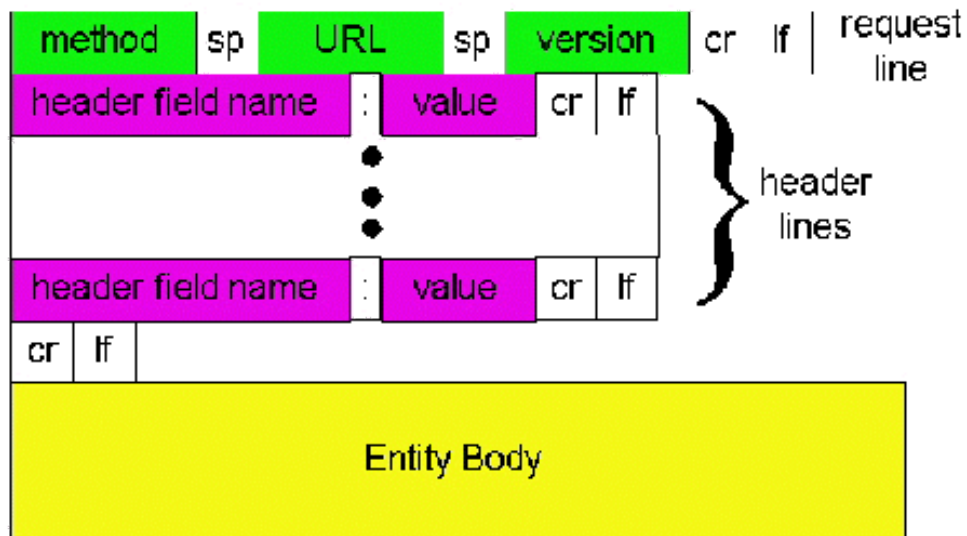 method sp URL sp version cr lf request line
header field name : value cr lf
header lines
header field name : value cr lf
cr lf
Entity Body